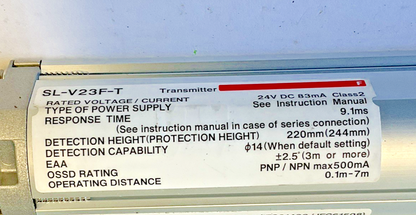 SL-V23F-T Transmitter F
RATED VOLTAGE / CURRENT 24V DC 83mA Class2
TYPE OF POWER SUPPLY See Instruction Manual
RESPONSE TIME 9.1ms
(See instruction manual in case of series connection)
DETECTION HEIGHT(PROTECTION HEIGHT) 220mm(244mm)
DETECTION CAPABILITY ϕ14(When default setting)
EAA ±2.5°(3m or more)
OSSD RATING PNP / NPN max500mA
OPERATING DISTANCE 0.1m~7m